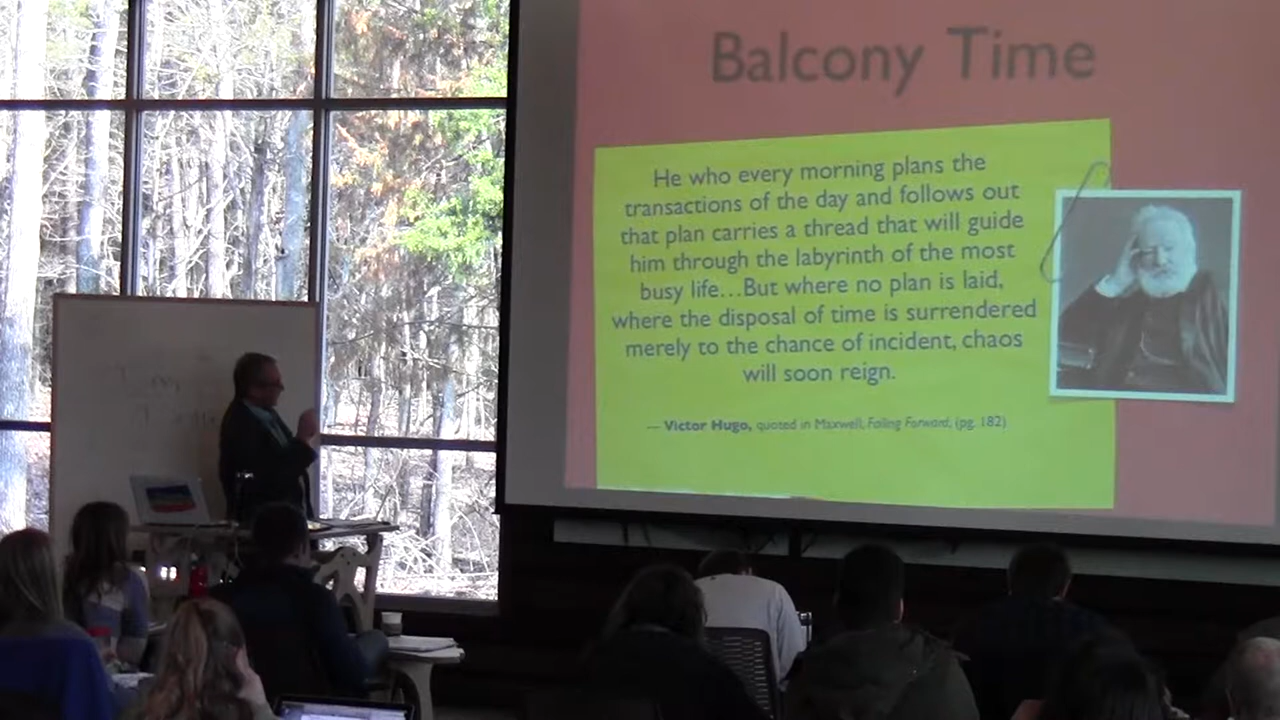 Balcony Time
He who every morning plans the
transactions of the day and follows out
that plan carries a thread that will guide
him through the labyrinth of the most
busy life…But where no plan is laid,
where the disposal of time is surrendered
merely to the chance of incident, chaos
will soon reign.
— Victor Hugo, quoted in Maxwell, Failing Forward, (pg. 182)